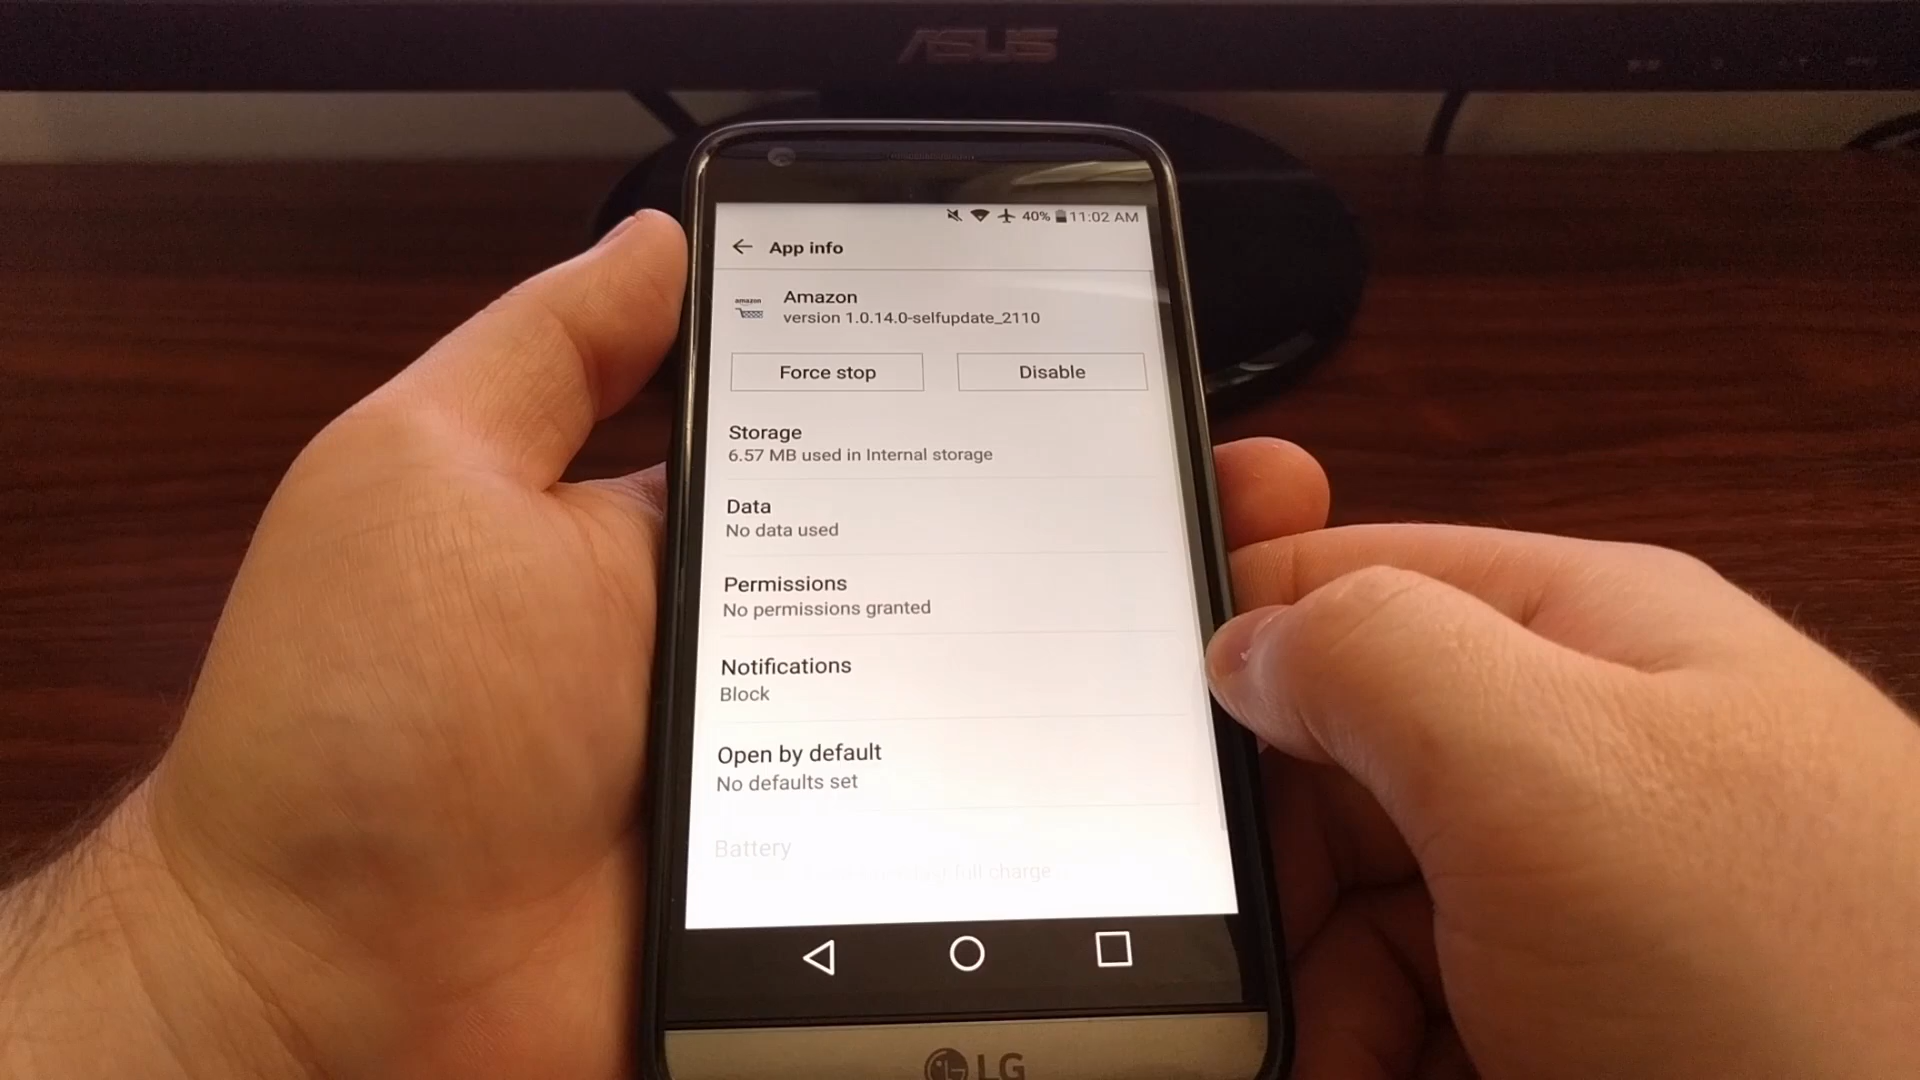 ASUS
40% 11:02 AM
App info
amazon
Amazon
version 1.0.14.0-selfupdate_2110
Force stop
Disable
Storage
6.57 MB used in Internal storage
Data
No data used
Permissions
No permissions granted
Notifications
Block
Open by default
No defaults set
Battery
full charge
LG